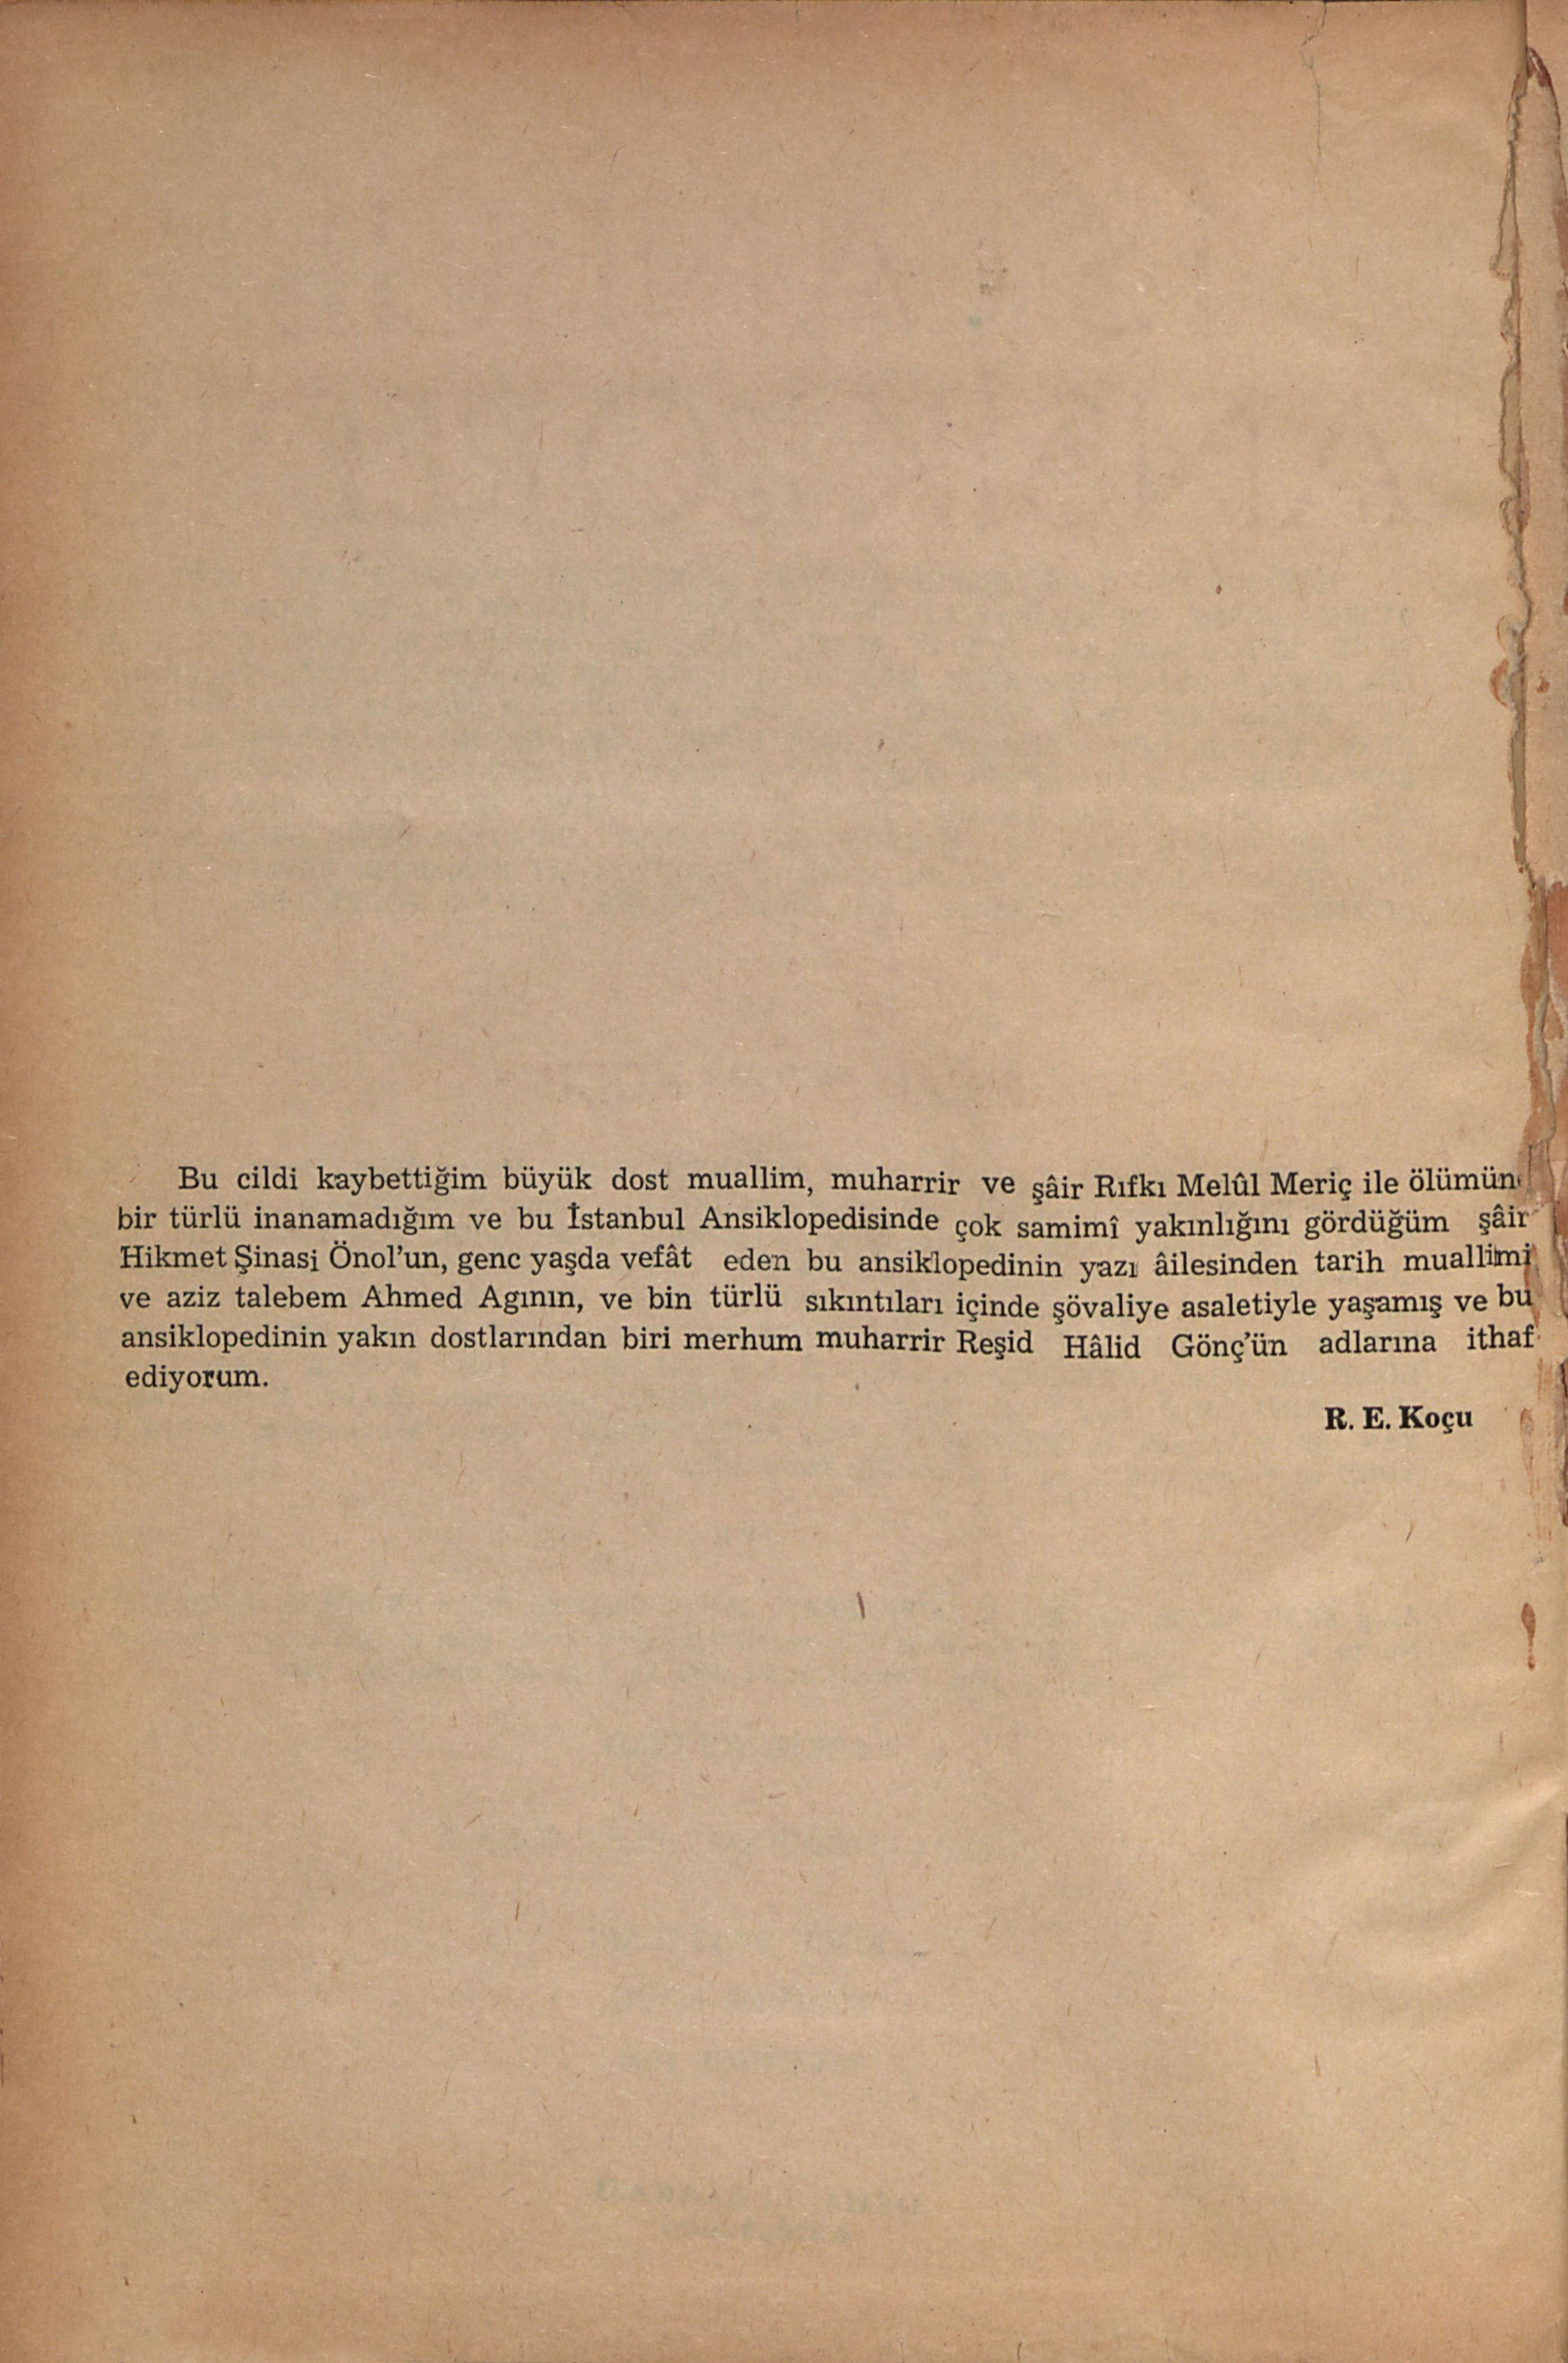 Bu cildi kaybettiğim büyük dost muallim, muharrir ve şâir Rıfkı Melûl Meriç ile
bir türlü inanamadığım ve bu İstanbul Ansiklopedisinde çok samimî yakınlığını gördüğüm şâir
Hikmet Şinasi Önol'un, genc yaşda vefât eden bu ansiklopedinin yazı âilesinden tarih muallimi
ve aziz talebem Ahmed Agının, ve bin türlü sıkıntıları içinde şövaliye asaletiyle yaşamış ve bu
ansiklopedinin yakın dostlarından biri merhum muharrir Reşid Hâlid Gönç'ün adlarına ithaf
ediyorum.
R. E. Koçu